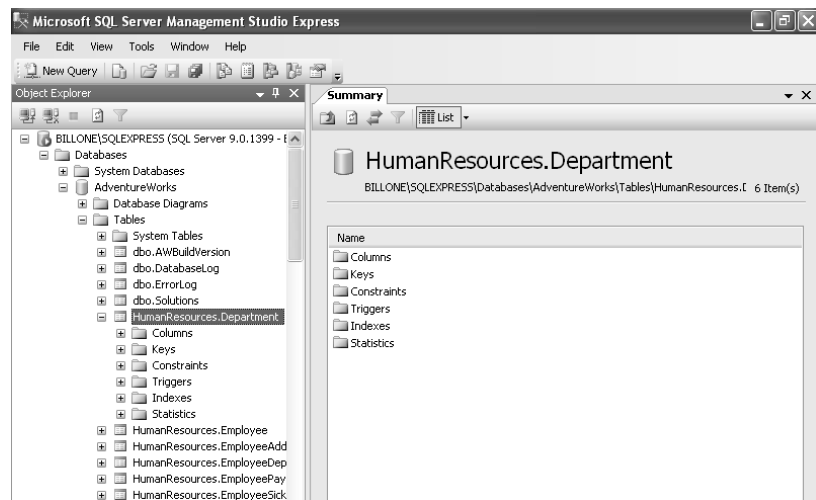 Microsoft SQL Server Management Studio Express
File Edit View Tools Window Help
New Query
Object Explorer
BILLONE\SQLEXPRESS (SQL Server 9.0.1399 -
Databases
System Databases
AdventureWorks
Database Diagrams
Tables
System Tables
dbo.AWBuildVersion
dbo.DatabaseLog
dbo.ErrorLog
dbo.Solutions
HumanResources.Department
Columns
Keys
Constraints
Triggers
Indexes
Statistics
HumanResources.Employee
HumanResources.EmployeeAdd
HumanResources.EmployeeDep
HumanResources.EmployeePay
HumanResources.EmployeeSick
Summary
List
HumanResources.Department
BILLONE\SQLEXPRESS\Databases\AdventureWorks\Tables\HumanResources. 6 Item(s)
Name
Columns
Keys
Constraints
Triggers
Indexes
Statistics